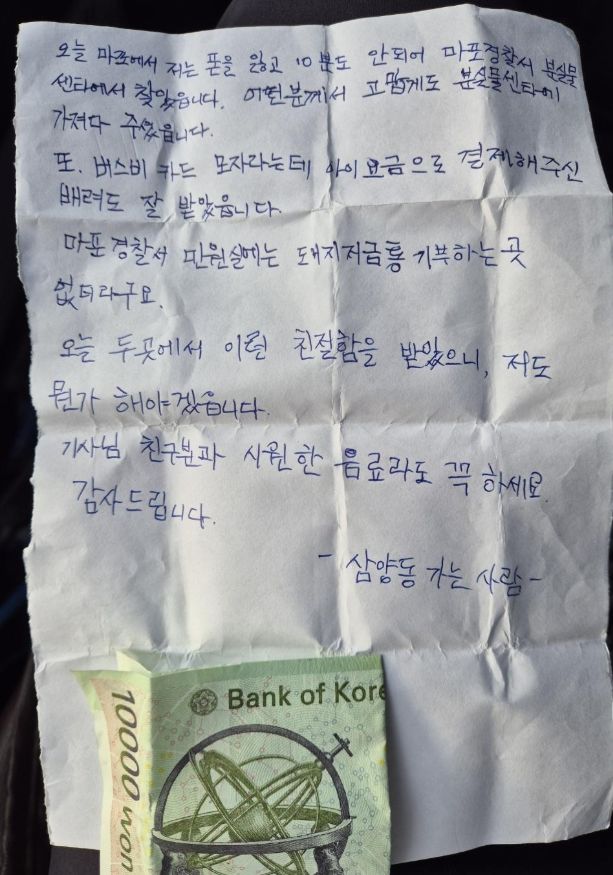 오늘 마포에서 저는 폰을 잃고 10분도 안되어 마포경찰서 분실물
센타에서 찾았읍니다. 어떤분께서 고맙게도 분실물센타에
가져다 주었읍니다.
또. 버스비 카드 모자라는데 아이 요금으로 결제해주신
배려도 잘 받았읍니다.
마포경찰서 민원실에는 돼지저금통 기부하는 곳
없더라구요.
오늘 두곳에서 이런 친절함을 받았으니, 저도
뭔가 해야겠읍니다.
기사님 친구분과 시원한 음료라도 꼭 하세요
감사드립니다.
- 삼양동 가는 사람 -
Bank of Kore
10000 won